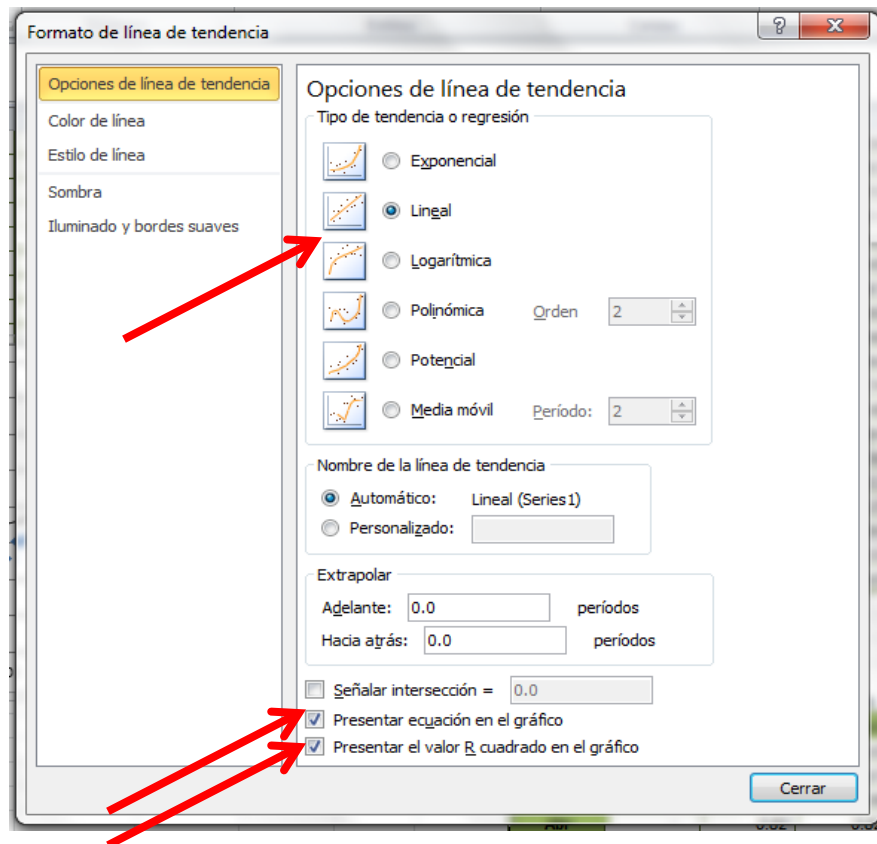 Formato de línea de tendencia
Opciones de línea de tendencia
Color de línea
Estilo de línea
Sombra
Iluminado y bordes suaves
Opciones de línea de tendencia
Tipo de tendencia o regresión
Exponencial
Lineal
Logarítmica
Polinómica Orden 2
Potencial
Media móvil Período: 2
Nombre de la línea de tendencia
Automático: Lineal (Series1)
Personalizado:
Extrapolar
Adelante: 0.0 períodos
Hacia atrás: 0.0 períodos
Señalar intersección = 0.0
Presentar ecuación en el gráfico
Presentar el valor R cuadrado en el gráfico
Cerrar